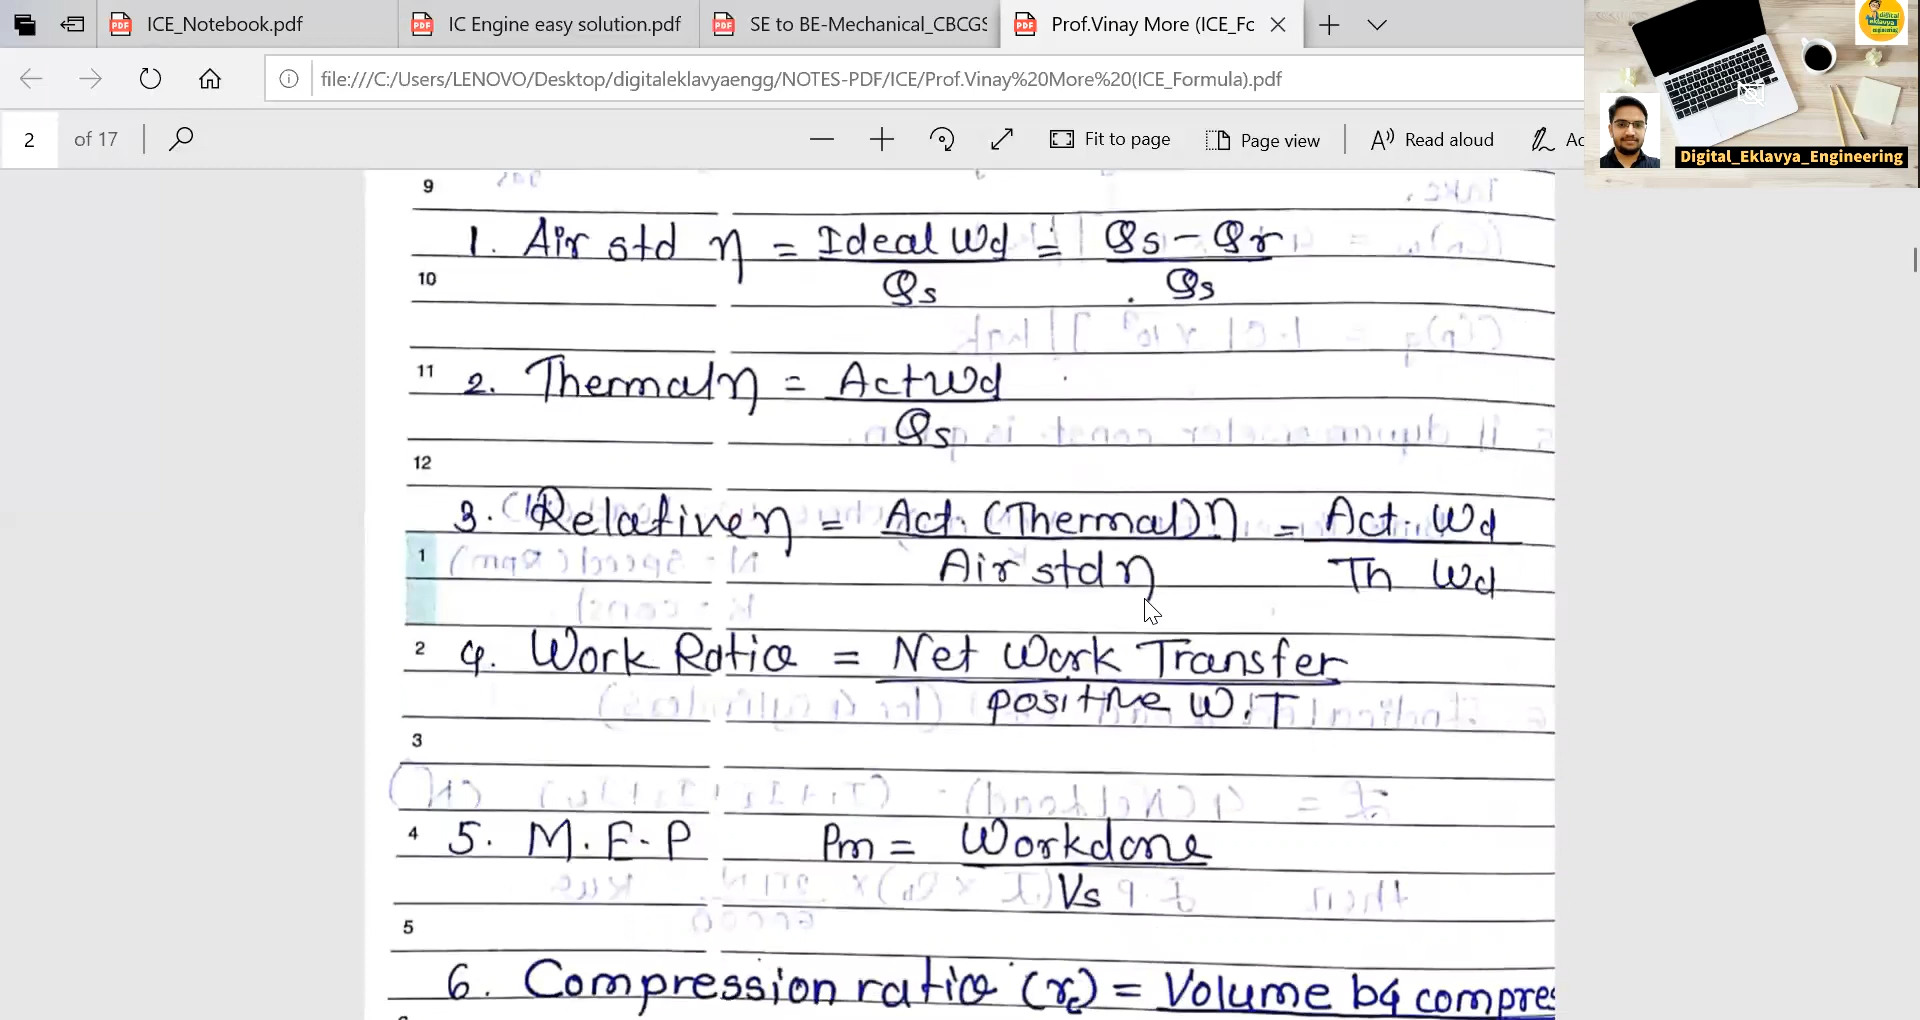 ICE_Notebook.pdf
IC Engine easy solution.pdf
SE to BE-Mechanical_CBCGS
Prof.Vinay More (ICE_Fc
file:///C:/Users/LENOVO/Desktop/digitaleklavyaengg/NOTES-PDF/ICE/Prof.Vinay%20More%20(ICE_Formula).pdf
2 of 17
Fit to page
Page view
Read aloud
Digital_Eklavya_Engineering
9
1. Air std η = Ideal Wd = Qs - Qr
10
Qs Qs
11
2. Thermal η = Act Wd
Qs
12
3. Relative η = Act. (Thermal) η = Act. Wd
1
Air std η Th Wd
2
4. Work Ratio = Net Work Transfer
positive W.T
3
4
5. M.E.P Pm = Workdone
Vs
5
6. Compression ratio (rc) = Volume b4 compres